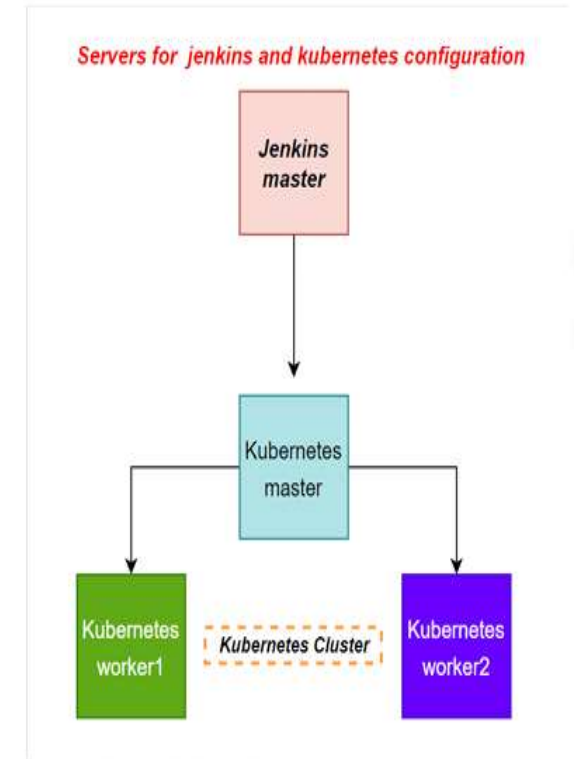 Servers for jenkins and kubernetes configuration
Jenkins
master
Kubernetes
master
Kubernetes
worker1
Kubernetes Cluster
Kubernetes
worker2